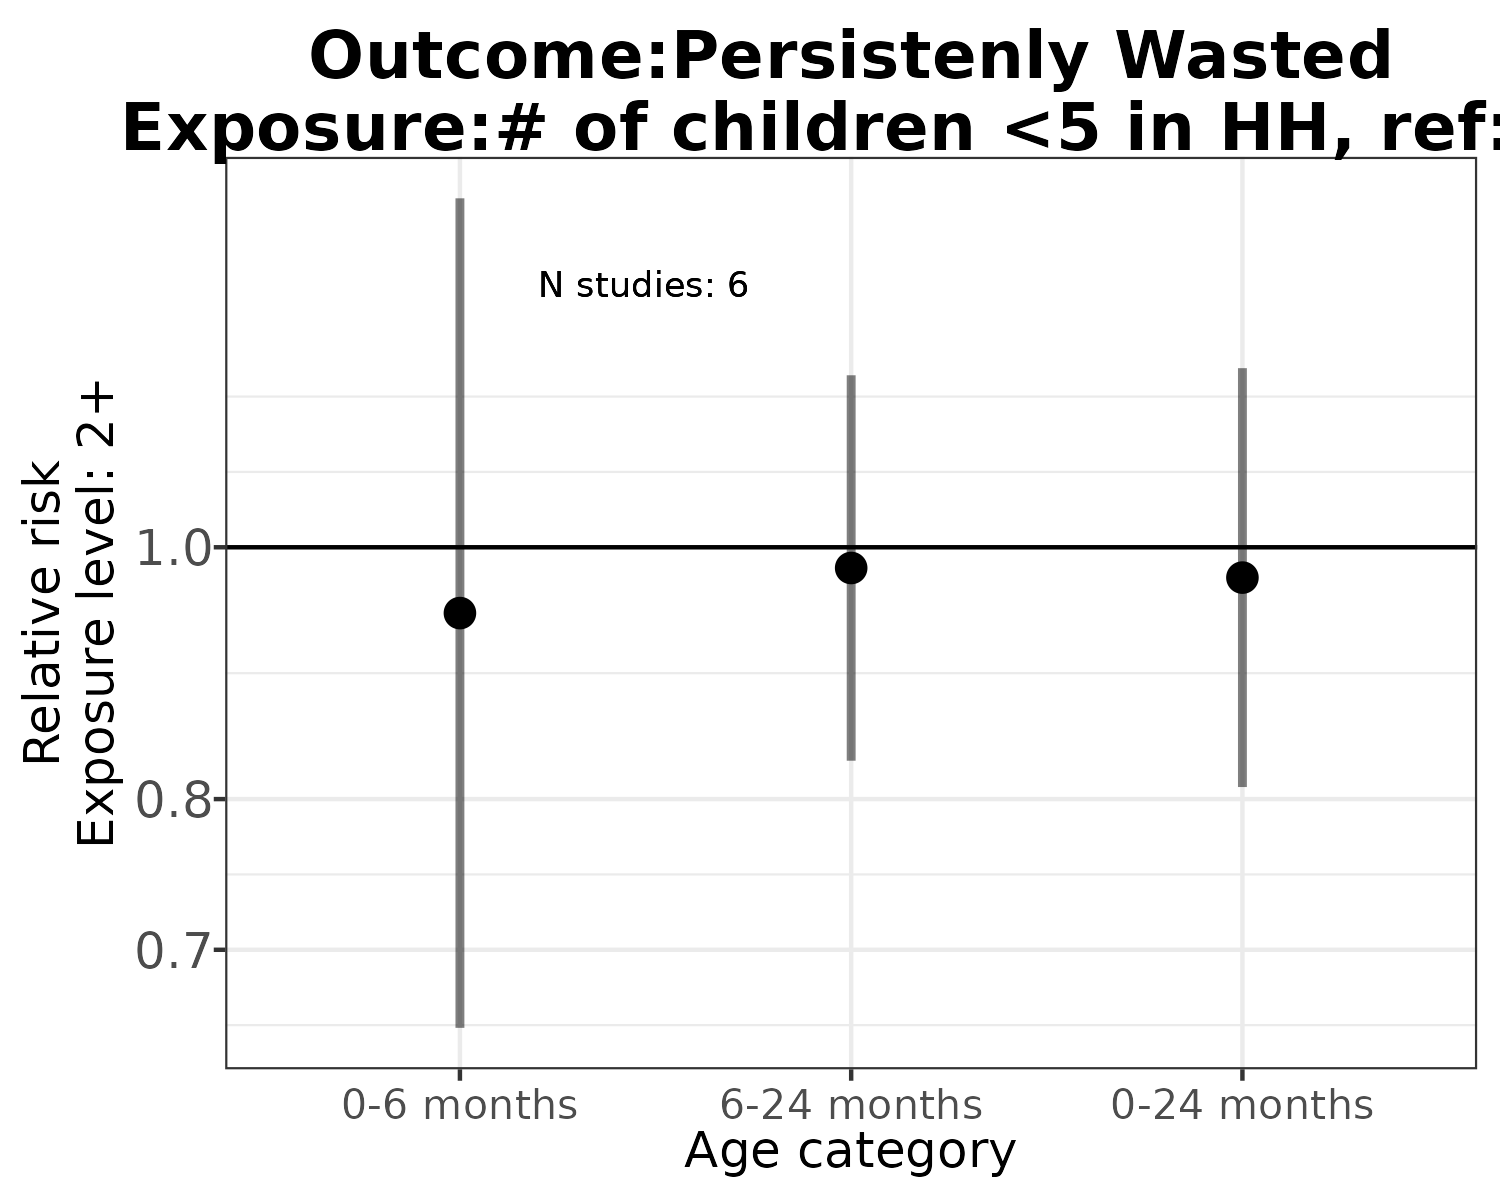 Outcome:Persistenly Wasted
Exposure:# of children <5 in HH, ref:
N studies: 6
Relative risk
Exposure level: 2+
1.0
0.8
0.7
0-6 months
6-24 months
0-24 months
Age category